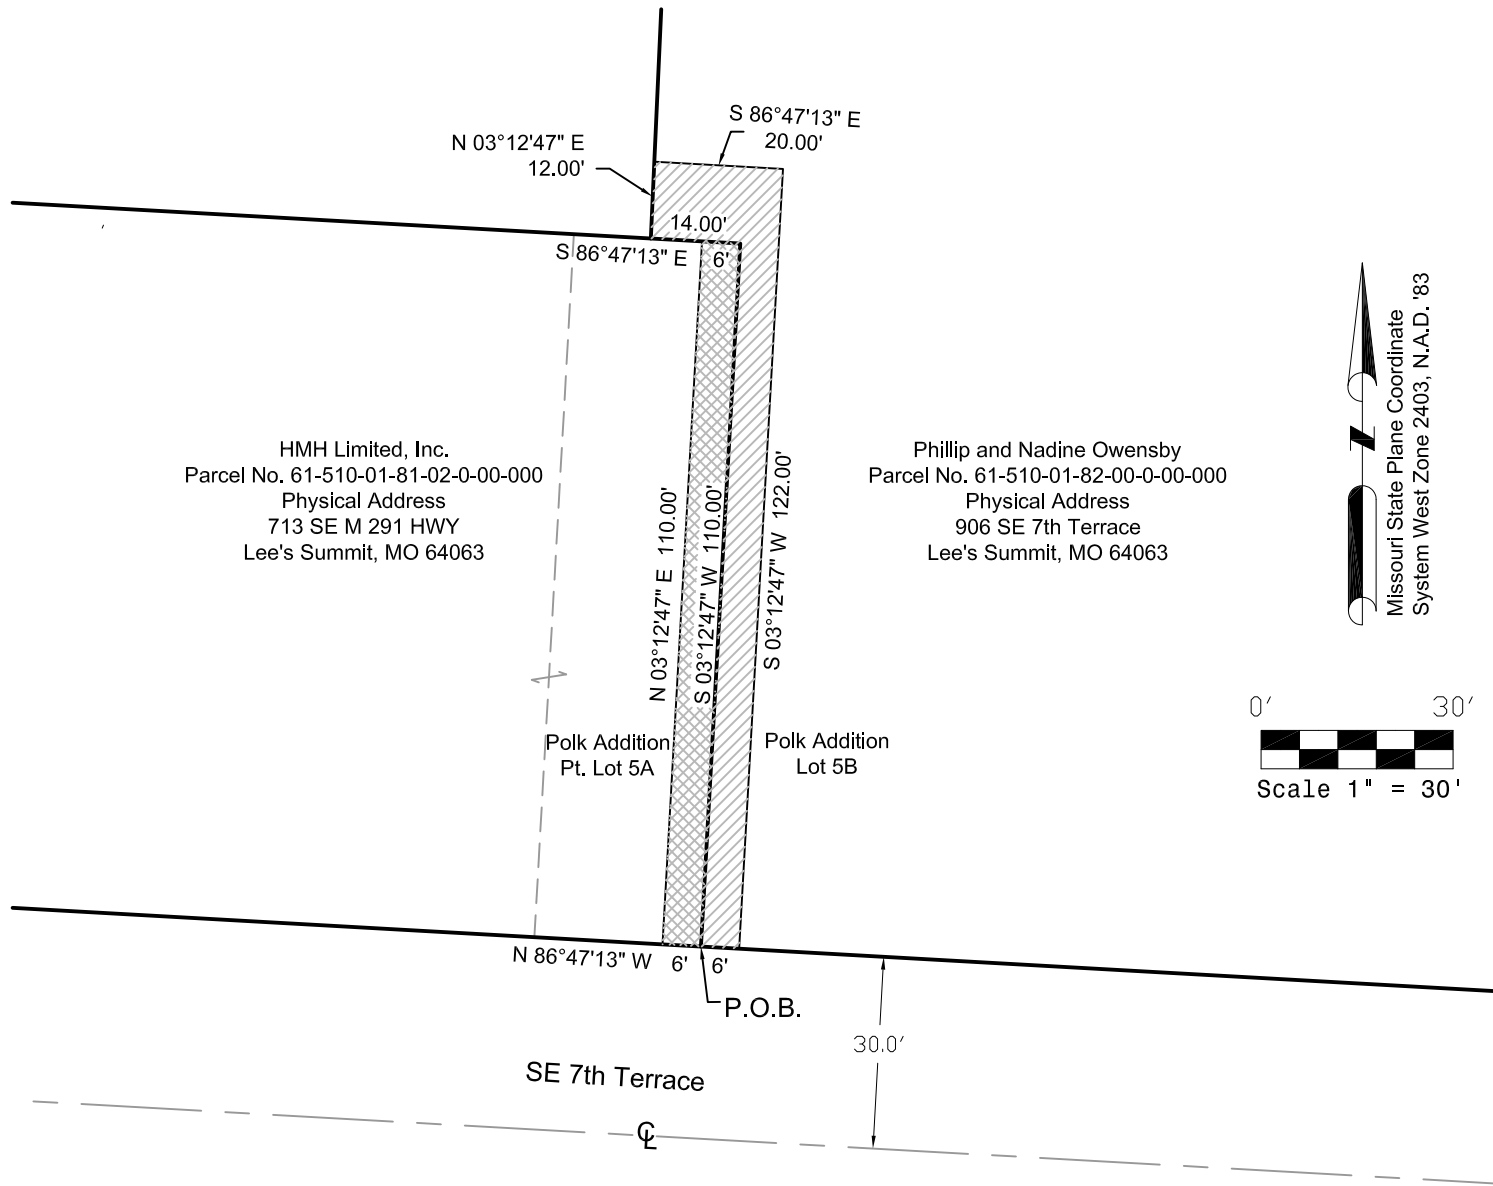 S 86°47'13" E
20.00'
N 03°12'47" E
12.00'
14.00'
S 86°47'13" E
6'
HMH Limited, Inc.
Parcel No. 61-510-01-81-02-0-00-000
Physical Address
713 SE M 291 HWY
Lee's Summit, MO 64063
N 03°12'47" E 110.00'
S 03°12'47" W 110.00'
S 03°12'47" W 122.00'
Phillip and Nadine Owensby
Parcel No. 61-510-01-82-00-0-00-000
Physical Address
906 SE 7th Terrace
Lee's Summit, MO 64063
Missouri State Plane Coordinate
System West Zone 2403, N.A.D. '83
Z
0' 30'
Scale 1" = 30'
Polk Addition
Pt. Lot 5A
Polk Addition
Lot 5B
N 86°47'13" W 6' 6'
P.O.B.
30.0'
SE 7th Terrace
℄